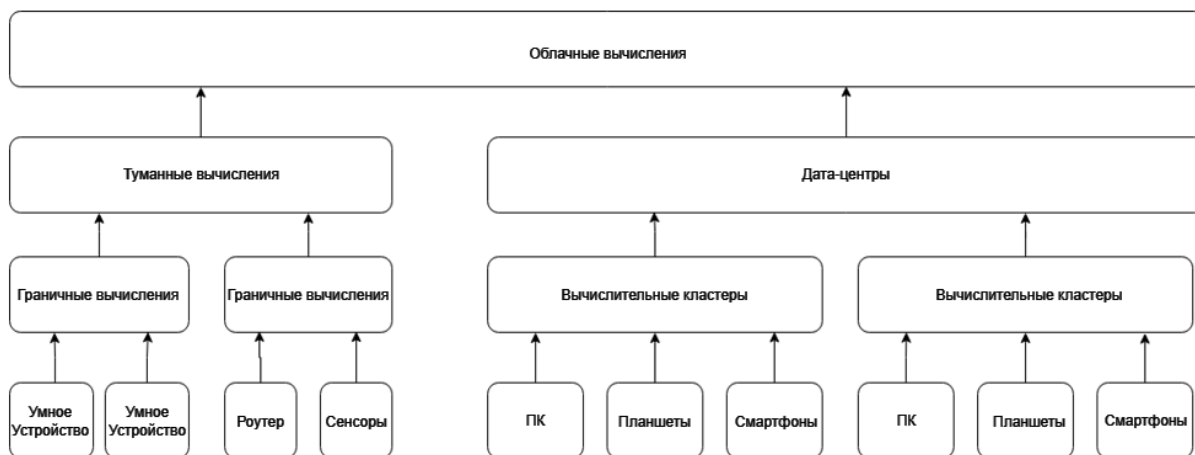 Облачные вычисления
Туманные вычисления
Дата-центры
Граничные вычисления
Граничные вычисления
Вычислительные кластеры
Вычислительные кластеры
Умное
Устройство
Умное
Устройство
Роутер
Сенсоры
ПК
Планшеты
Смартфоны
ПК
Планшеты
Смартфоны